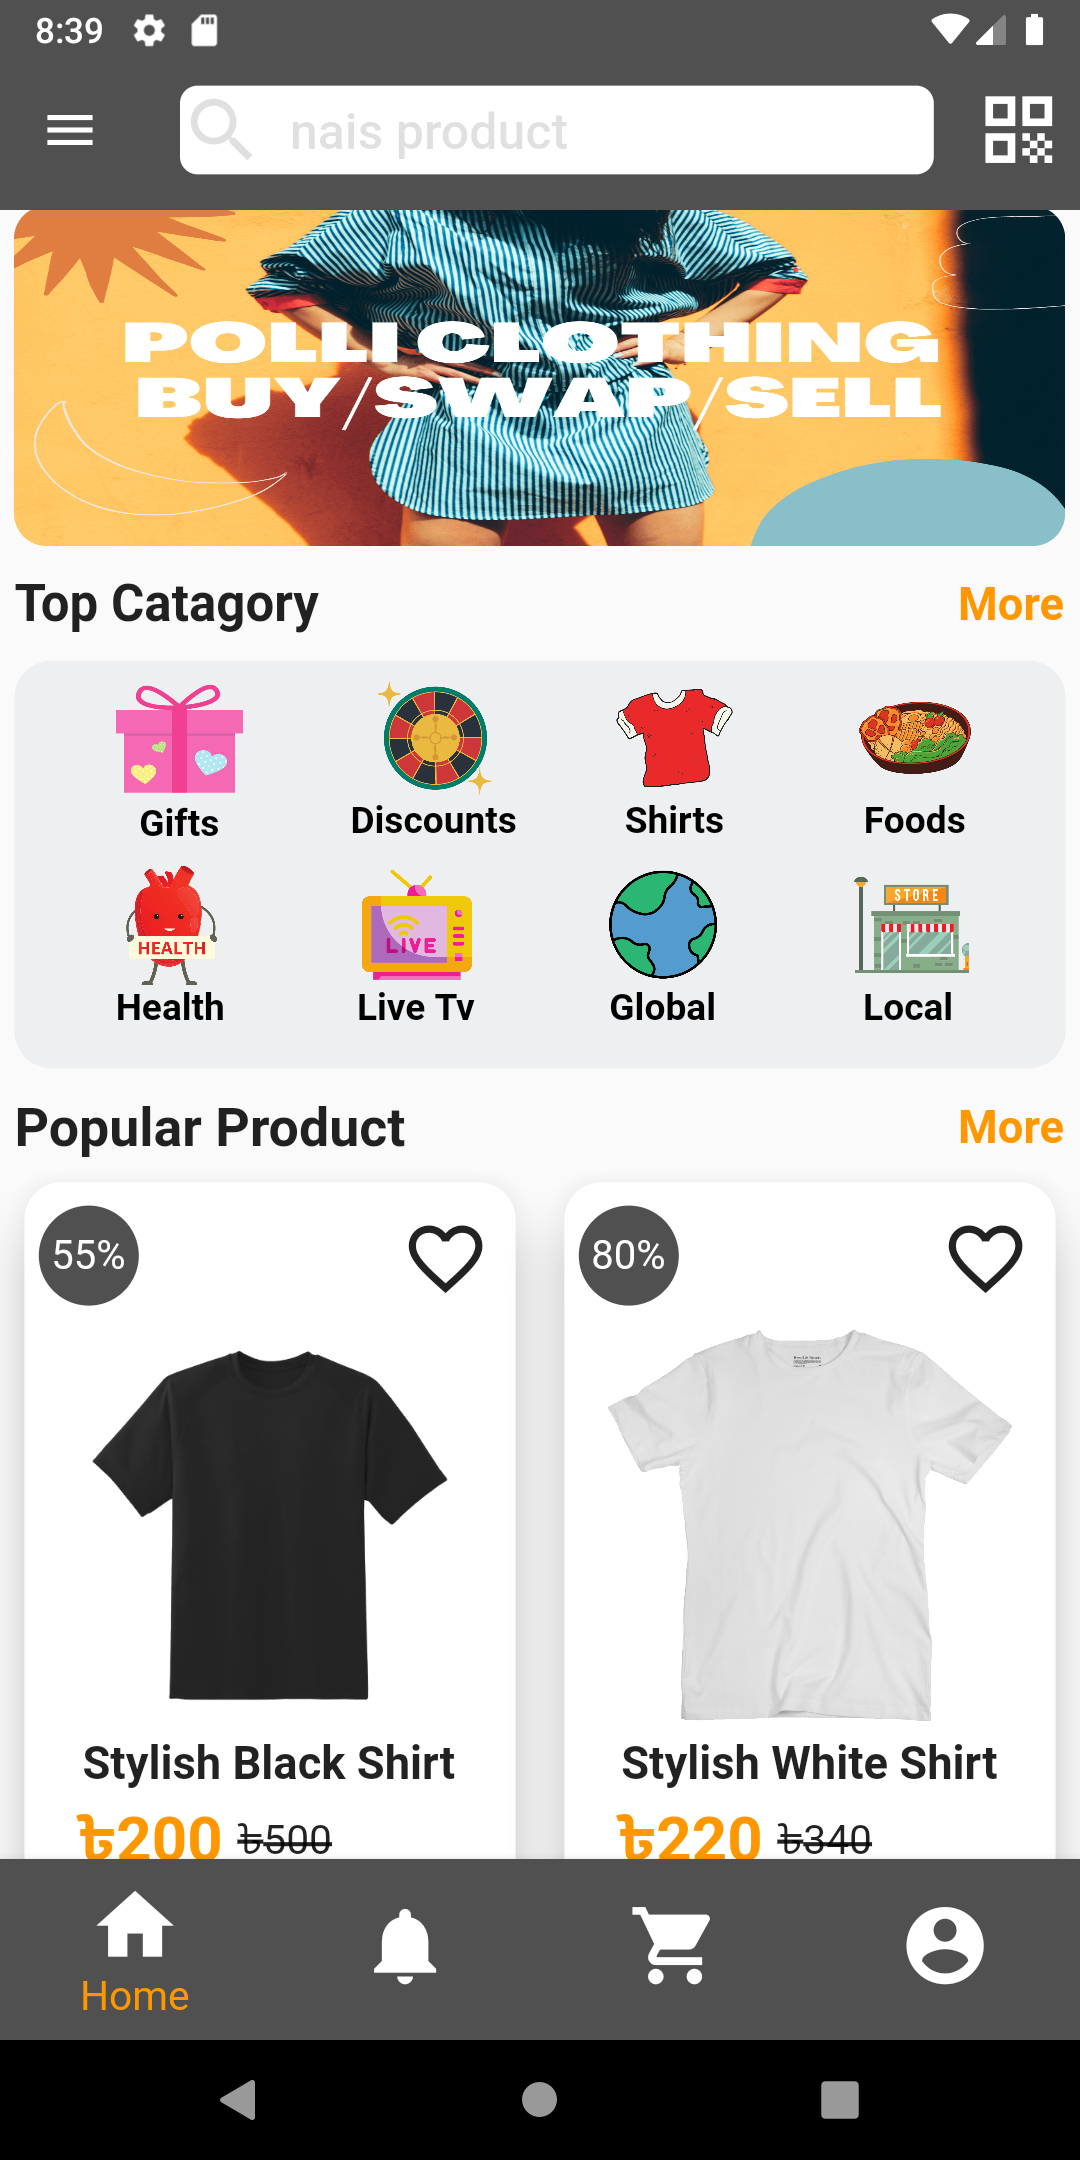 8:39
nais product
POLLI CLOTHING
BUY/SWAP/SELL
Top Catagory
More
Gifts
Discounts
Shirts
Foods
HEALTH
LIVE
STORE
Health
Live Tv
Global
Local
Popular Product
More
55%
80%
Stylish Black Shirt
Stylish White Shirt
৳200 ৳500
৳220 ৳340
Home